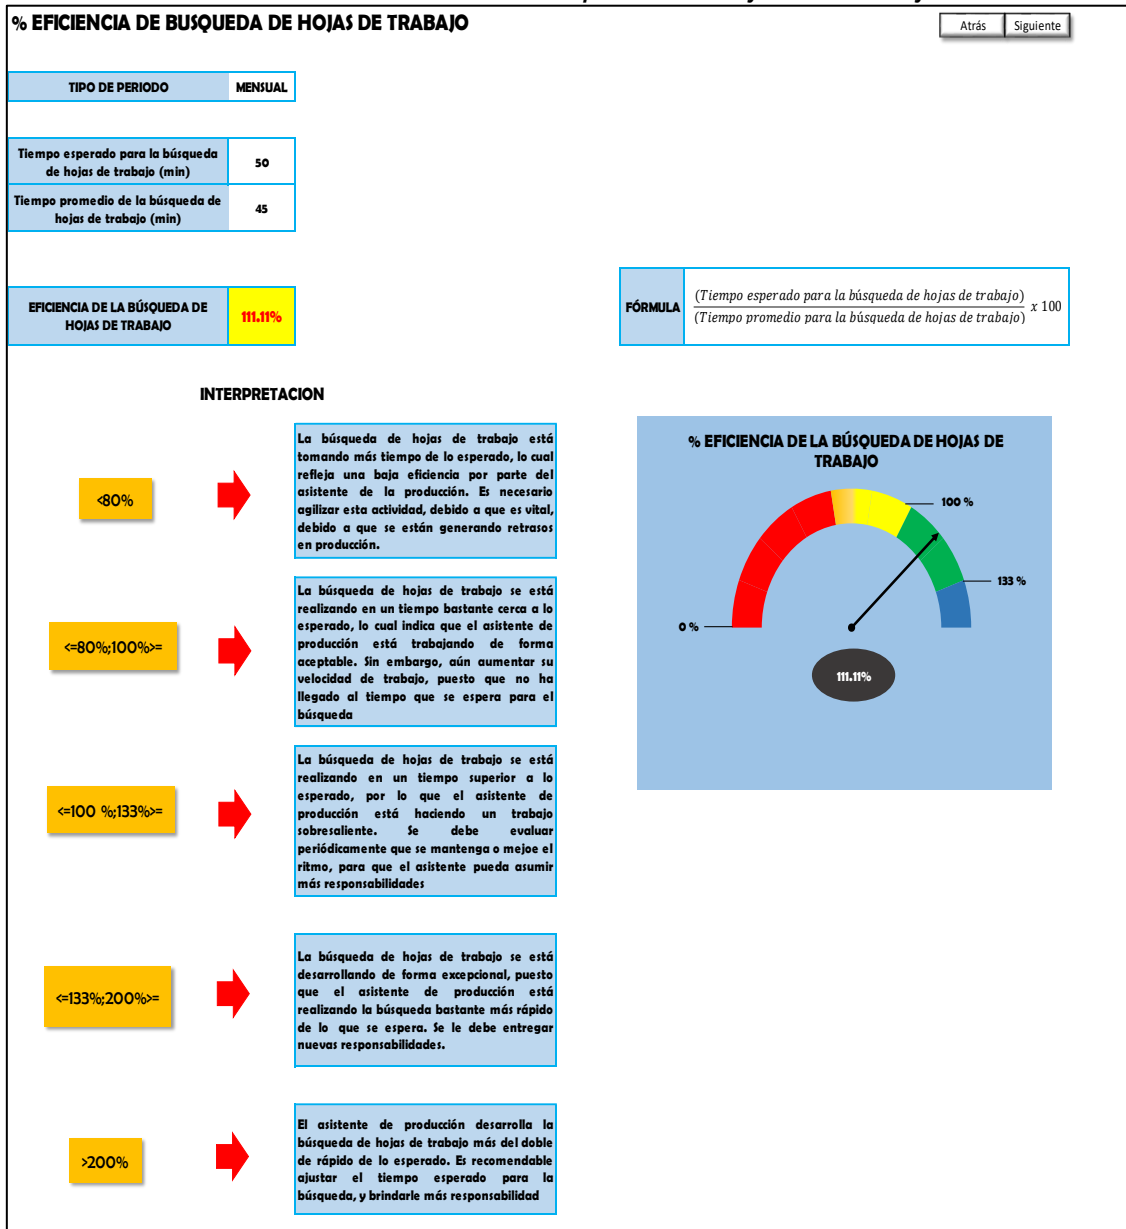 % EFICIENCIA DE BUSQUEDA DE HOJAS DE TRABAJO
Atrás
Siguiente
TIPO DE PERIODO
MENSUAL
Tiempo esperado para la búsqueda
de hojas de trabajo (min)
50
Tiempo promedio de la búsqueda de
hojas de trabajo (min)
45
EFICIENCIA DE LA BÚSQUEDA DE
HOJAS DE TRABAJO
111.11%
FÓRMULA
(Tiempo esperado para la búsqueda de hojas de trabajo)
(Tiempo promedio para la búsqueda de hojas de trabajo)
x 100
INTERPRETACION
<80%
La búsqueda de hojas de trabajo está
tomando más tiempo de lo esperado, lo cual
refleja una baja eficiencia por parte del
asistente de la producción. Es necesario
agilizar esta actividad, debido a que es vital,
debido a que se están generando retrasos
en producción.
<=80%;100%>=
La búsqueda de hojas de trabajo se está
realizando en un tiempo bastante cerca a lo
esperado, lo cual indica que el asistente de
producción está trabajando de forma
aceptable. Sin embargo, aún aumentar su
velocidad de trabajo, puesto que no ha
llegado al tiempo que se espera para el
búsqueda
<=100 %;133%>=
La búsqueda de hojas de trabajo se está
realizando en un tiempo superior a lo
esperado, por lo que el asistente de
producción está haciendo un trabajo
sobresaliente. Se debe evaluar
periódicamente que se mantenga o mejoe el
ritmo, para que el asistente pueda asumir
más responsabilidades
<=133%;200%>=
La búsqueda de hojas de trabajo se está
desarrollando de forma excepcional, puesto
que el asistente de producción está
realizando la búsqueda bastante más rápido
de lo que se espera. Se le debe entregar
nuevas responsabilidades.
>200%
El asistente de producción desarrolla la
búsqueda de hojas de trabajo más del doble
de rápido de lo esperado. Es recomendable
ajustar el tiempo esperado para la
búsqueda, y brindarle más responsabilidad
% EFICIENCIA DE LA BÚSQUEDA DE HOJAS DE
TRABAJO
100 %
133 %
0 %
111.11%